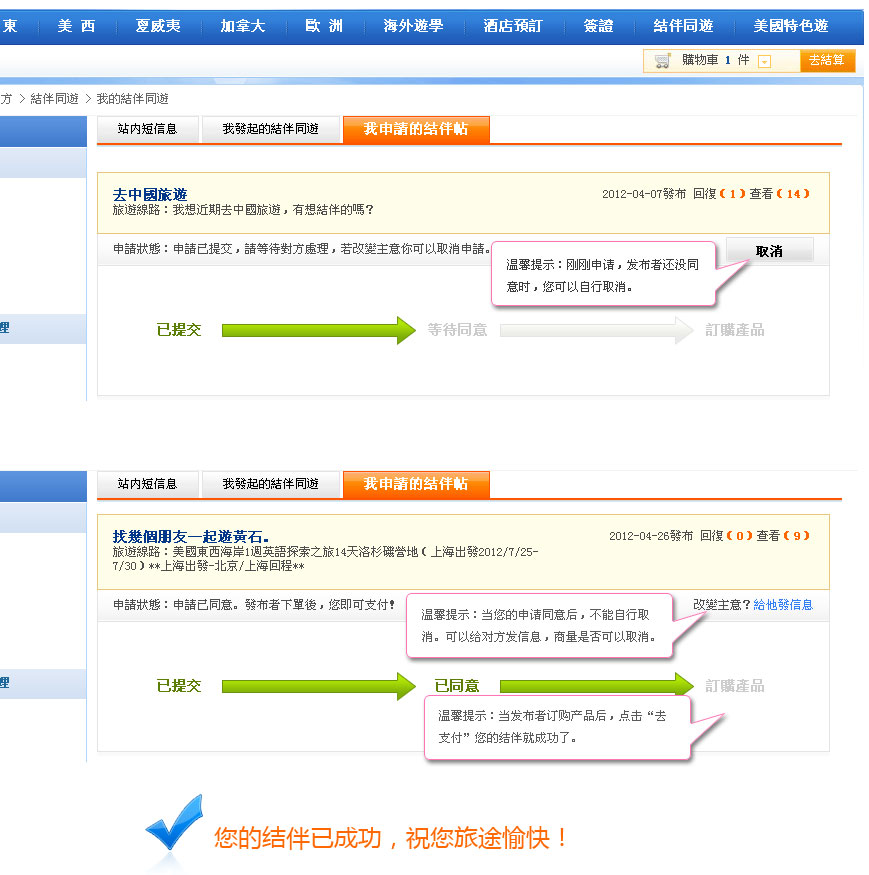 東 美 西 夏威夷 加拿大 歐 洲 海外遊學 酒店預訂 簽證 結伴同遊 美國特色遊
購物車 1 件 去結算
方 > 結伴同遊 > 我的結伴同遊
站內短信息 我發起的結伴同遊 我申請的結伴帖
去中國旅遊 2012-04-07發布 回復(1)查看(14)
旅遊線路：我想近期去中國旅遊，有想結伴的嗎？
申請狀態：申請已提交，請等待對方處理，若改變主意你可以取消申請。 取消
温馨提示：刚刚申请，发布者还没同
意时，您可以自行取消。
理
已提交 等待同意 訂購產品
站內短信息 我發起的結伴同遊 我申請的結伴帖
找幾個朋友一起遊黃石。 2012-04-26發布 回復(0)查看(9)
旅遊線路：美國東西海岸1週英語探索之旅14天洛杉磯營地（上海出發2012/7/25-
7/30）**上海出發-北京/上海回程**
申請狀態：申請已同意。發布者下單後，您即可支付！ 改變主意？給他發信息
温馨提示：当您的申请同意后，不能自行取
消。可以给对方发信息，商量是否可以取消。
理
已提交 已同意 訂購產品
温馨提示：当发布者订购产品后，点击“去
支付”您的结伴就成功了。
您的结伴已成功，祝您旅途愉快！